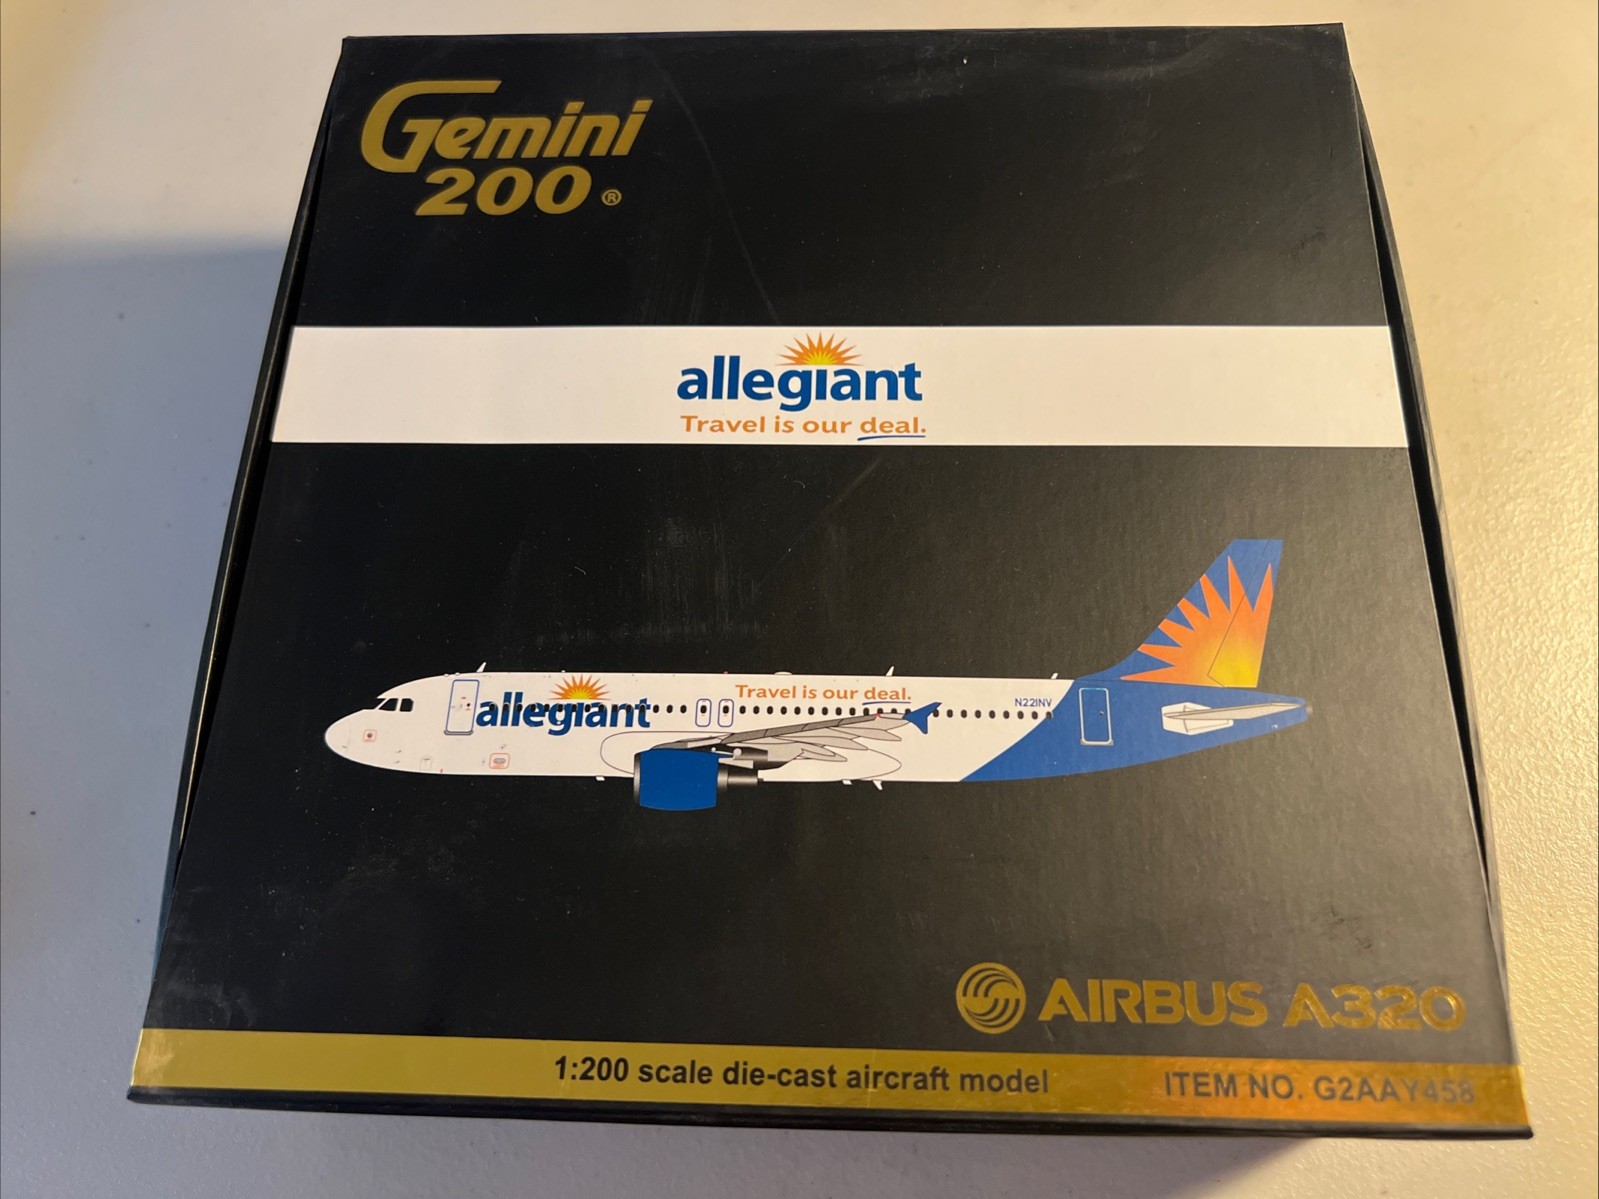 Gemini
200 ®
allegiant
Travel is our deal.
Travel is our deal.
allegiant
N221NV
AIRBUS A320
1:200 scale die-cast aircraft model
ITEM NO. G2AAY458